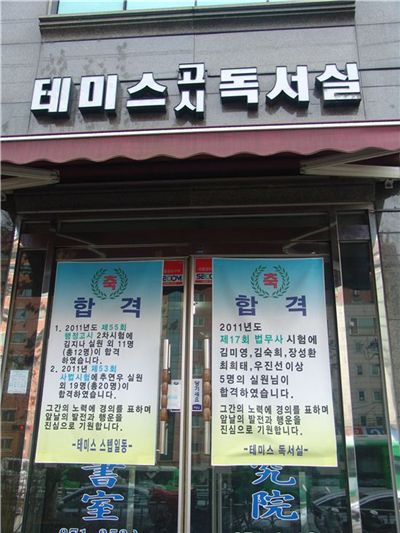 테미스고시독서실
축
합격
1. 2011년도 제55회
행정고시 2차시험에
김지나 실원 외 11명
(총12명)이 합격
하였습니다.
2. 2011년 제53회
사법시험에추연우 실원
외 19명(총20명)이
합격하였습니다.
그간의 노력에 경의를 표하며
앞날의 발전과 행운을
진심으로 기원합니다.
-테미스 스법일동-
축
합격
2011년도
제17회 법무사 시험에
김미영,김숙희,장성환
최희태,우진선이상
5명의 실원님이
합격하였습니다.
그간의 노력에 경의를 표하며
앞날의 발전과 행운을
진심으로 기원합니다.
-테미스 독서실-
SECOM
SECOM
書室
究院